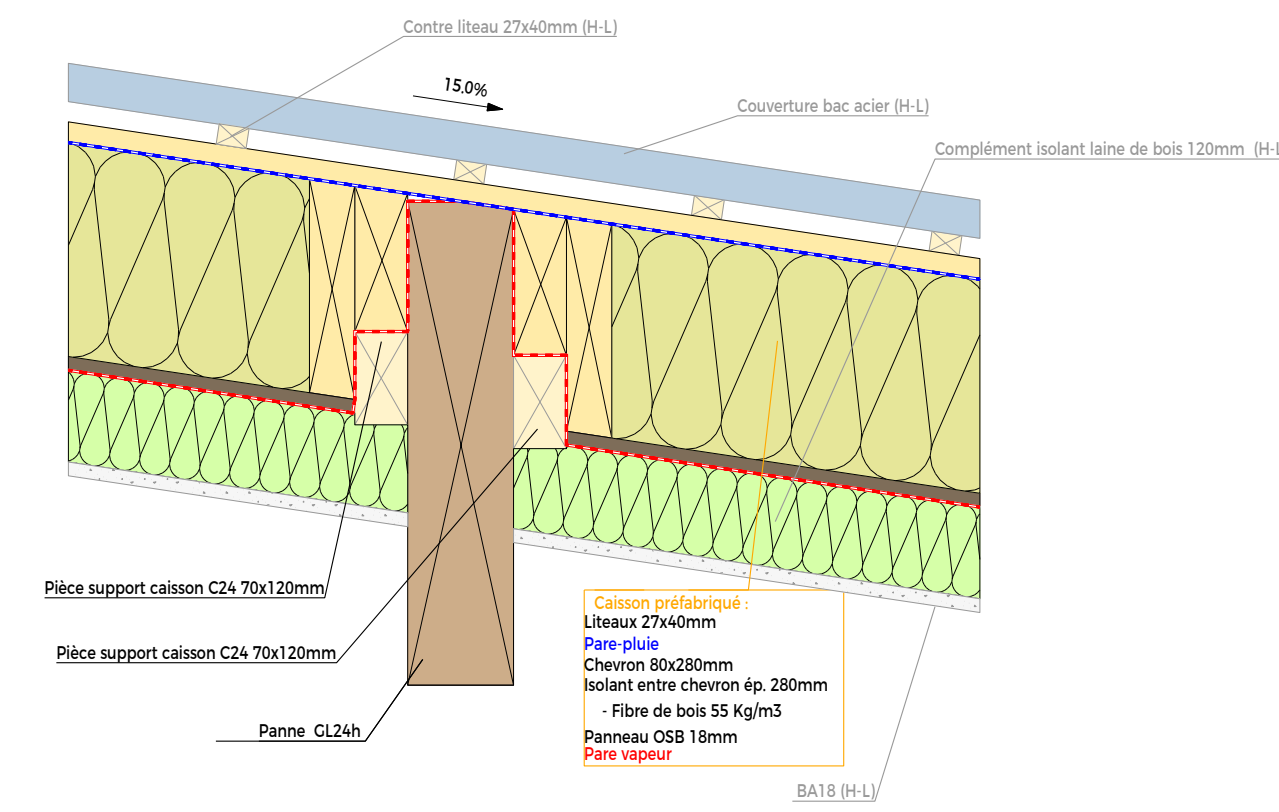 Contre liteau 27x40mm (H-L)
15.0%
Couverture bac acier (H-L)
Complément isolant laine de bois 120mm (H-L
Pièce support caisson C24 70x120mm
Pièce support caisson C24 70x120mm
Panne GL24h
Caisson préfabriqué :
Liteaux 27x40mm
Pare-pluie
Chevron 80x280mm
Isolant entre chevron ép. 280mm
- Fibre de bois 55 Kg/m3
Panneau OSB 18mm
Pare vapeur
BA18 (H-L)